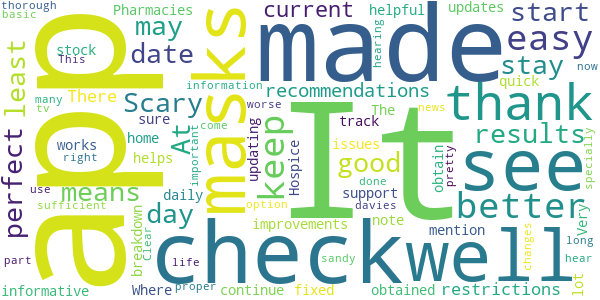 thorough
basic
Pharmacies
may
current
helpful
updates
start
stock
This
date
hearing
easy
app
masks
made
least
There
many
tv
information
worse
recommendations
stay
quick
now
Scary
At
sure
keep
The
news
thank
works
right
home
track
results
perfect
helps
important
come
updating
Hospice
good
issues
obtain
pretty
see
specially
It
means
daily
done
support
davies
use
sufficient
day
option
note
better
Very
breakdown
Clear
improvements
mention
changes
long
part
life
sandy
checkwell
hear
informative
Where
proper
continue
fixed
obtained
restrictions
lot